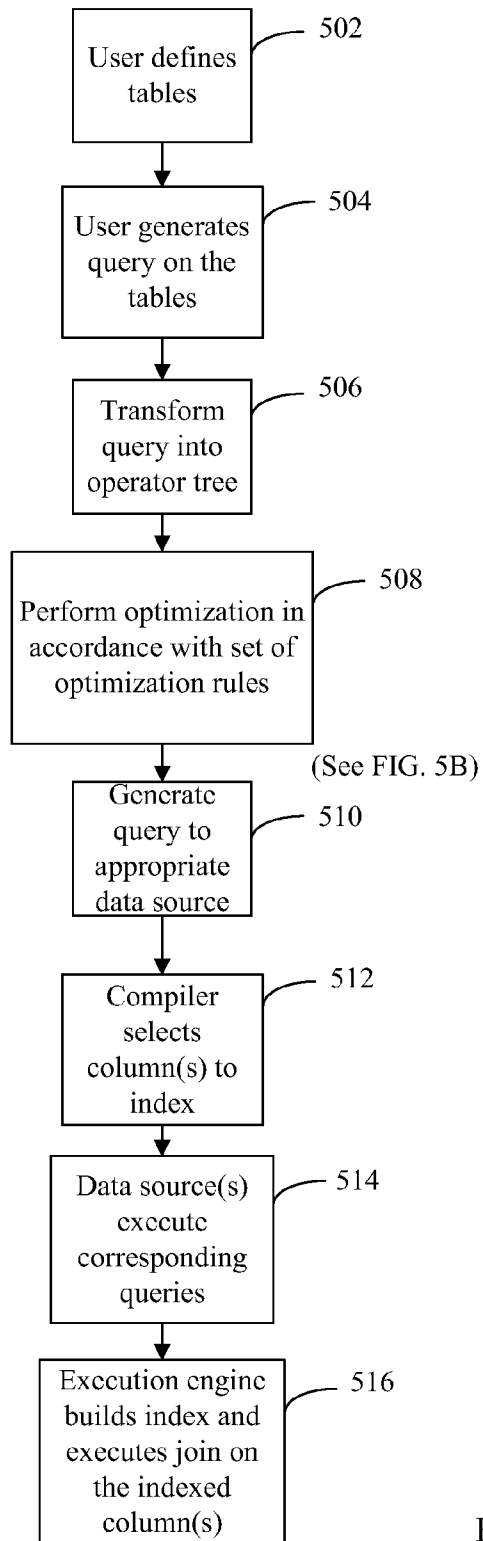 502
User defines
tables
504
User generates
query on the
tables
506
Transform
query into
operator tree
508
Perform optimization in
accordance with set of
optimization rules
(See FIG. 5B)
510
Generate
query to
appropriate
data source
512
Compiler
selects
column(s) to
index
514
Data source(s)
execute
corresponding
queries
516
Execution engine
builds index and
executes join on
the indexed
column(s)